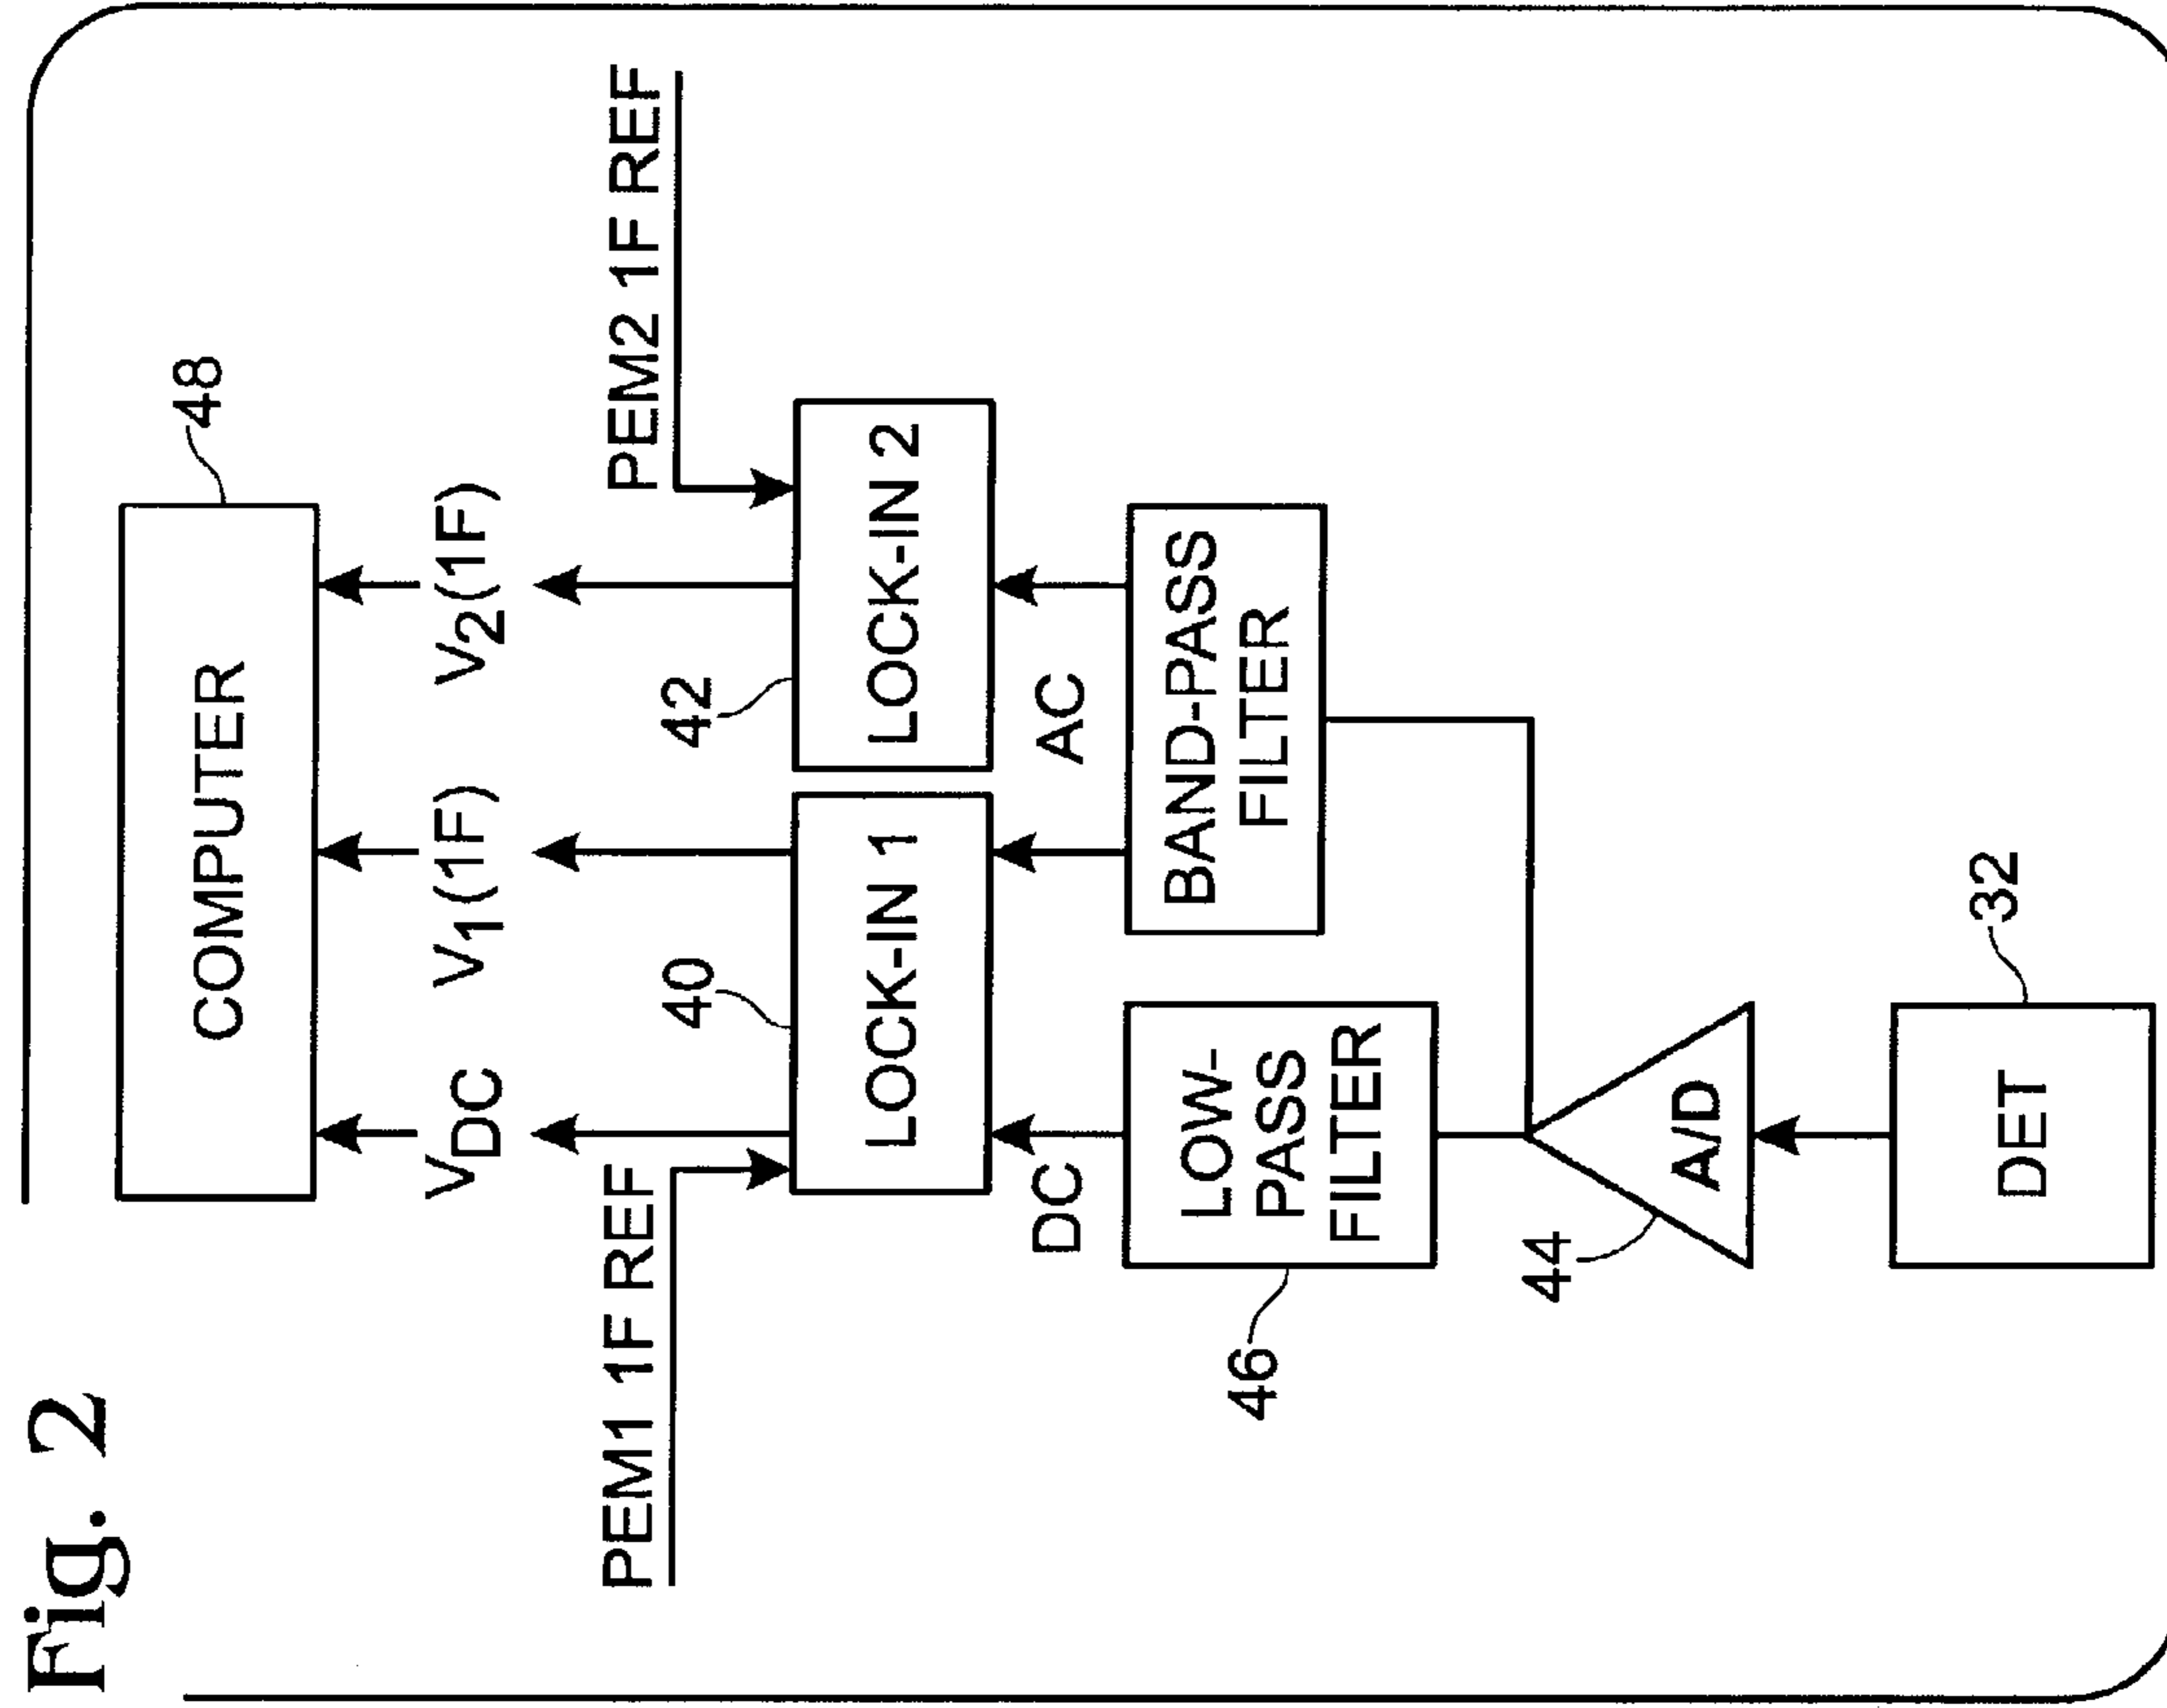 Fig. 2
COMPUTER
48
VDC
V1(1F)
V2(1F)
PEM1 1F REF
40
42
PEM2 1F REF
LOCK-IN 1
LOCK-IN 2
DC
AC
46
LOW-
PASS
FILTER
BAND-PASS
FILTER
44
A/D
32
DET